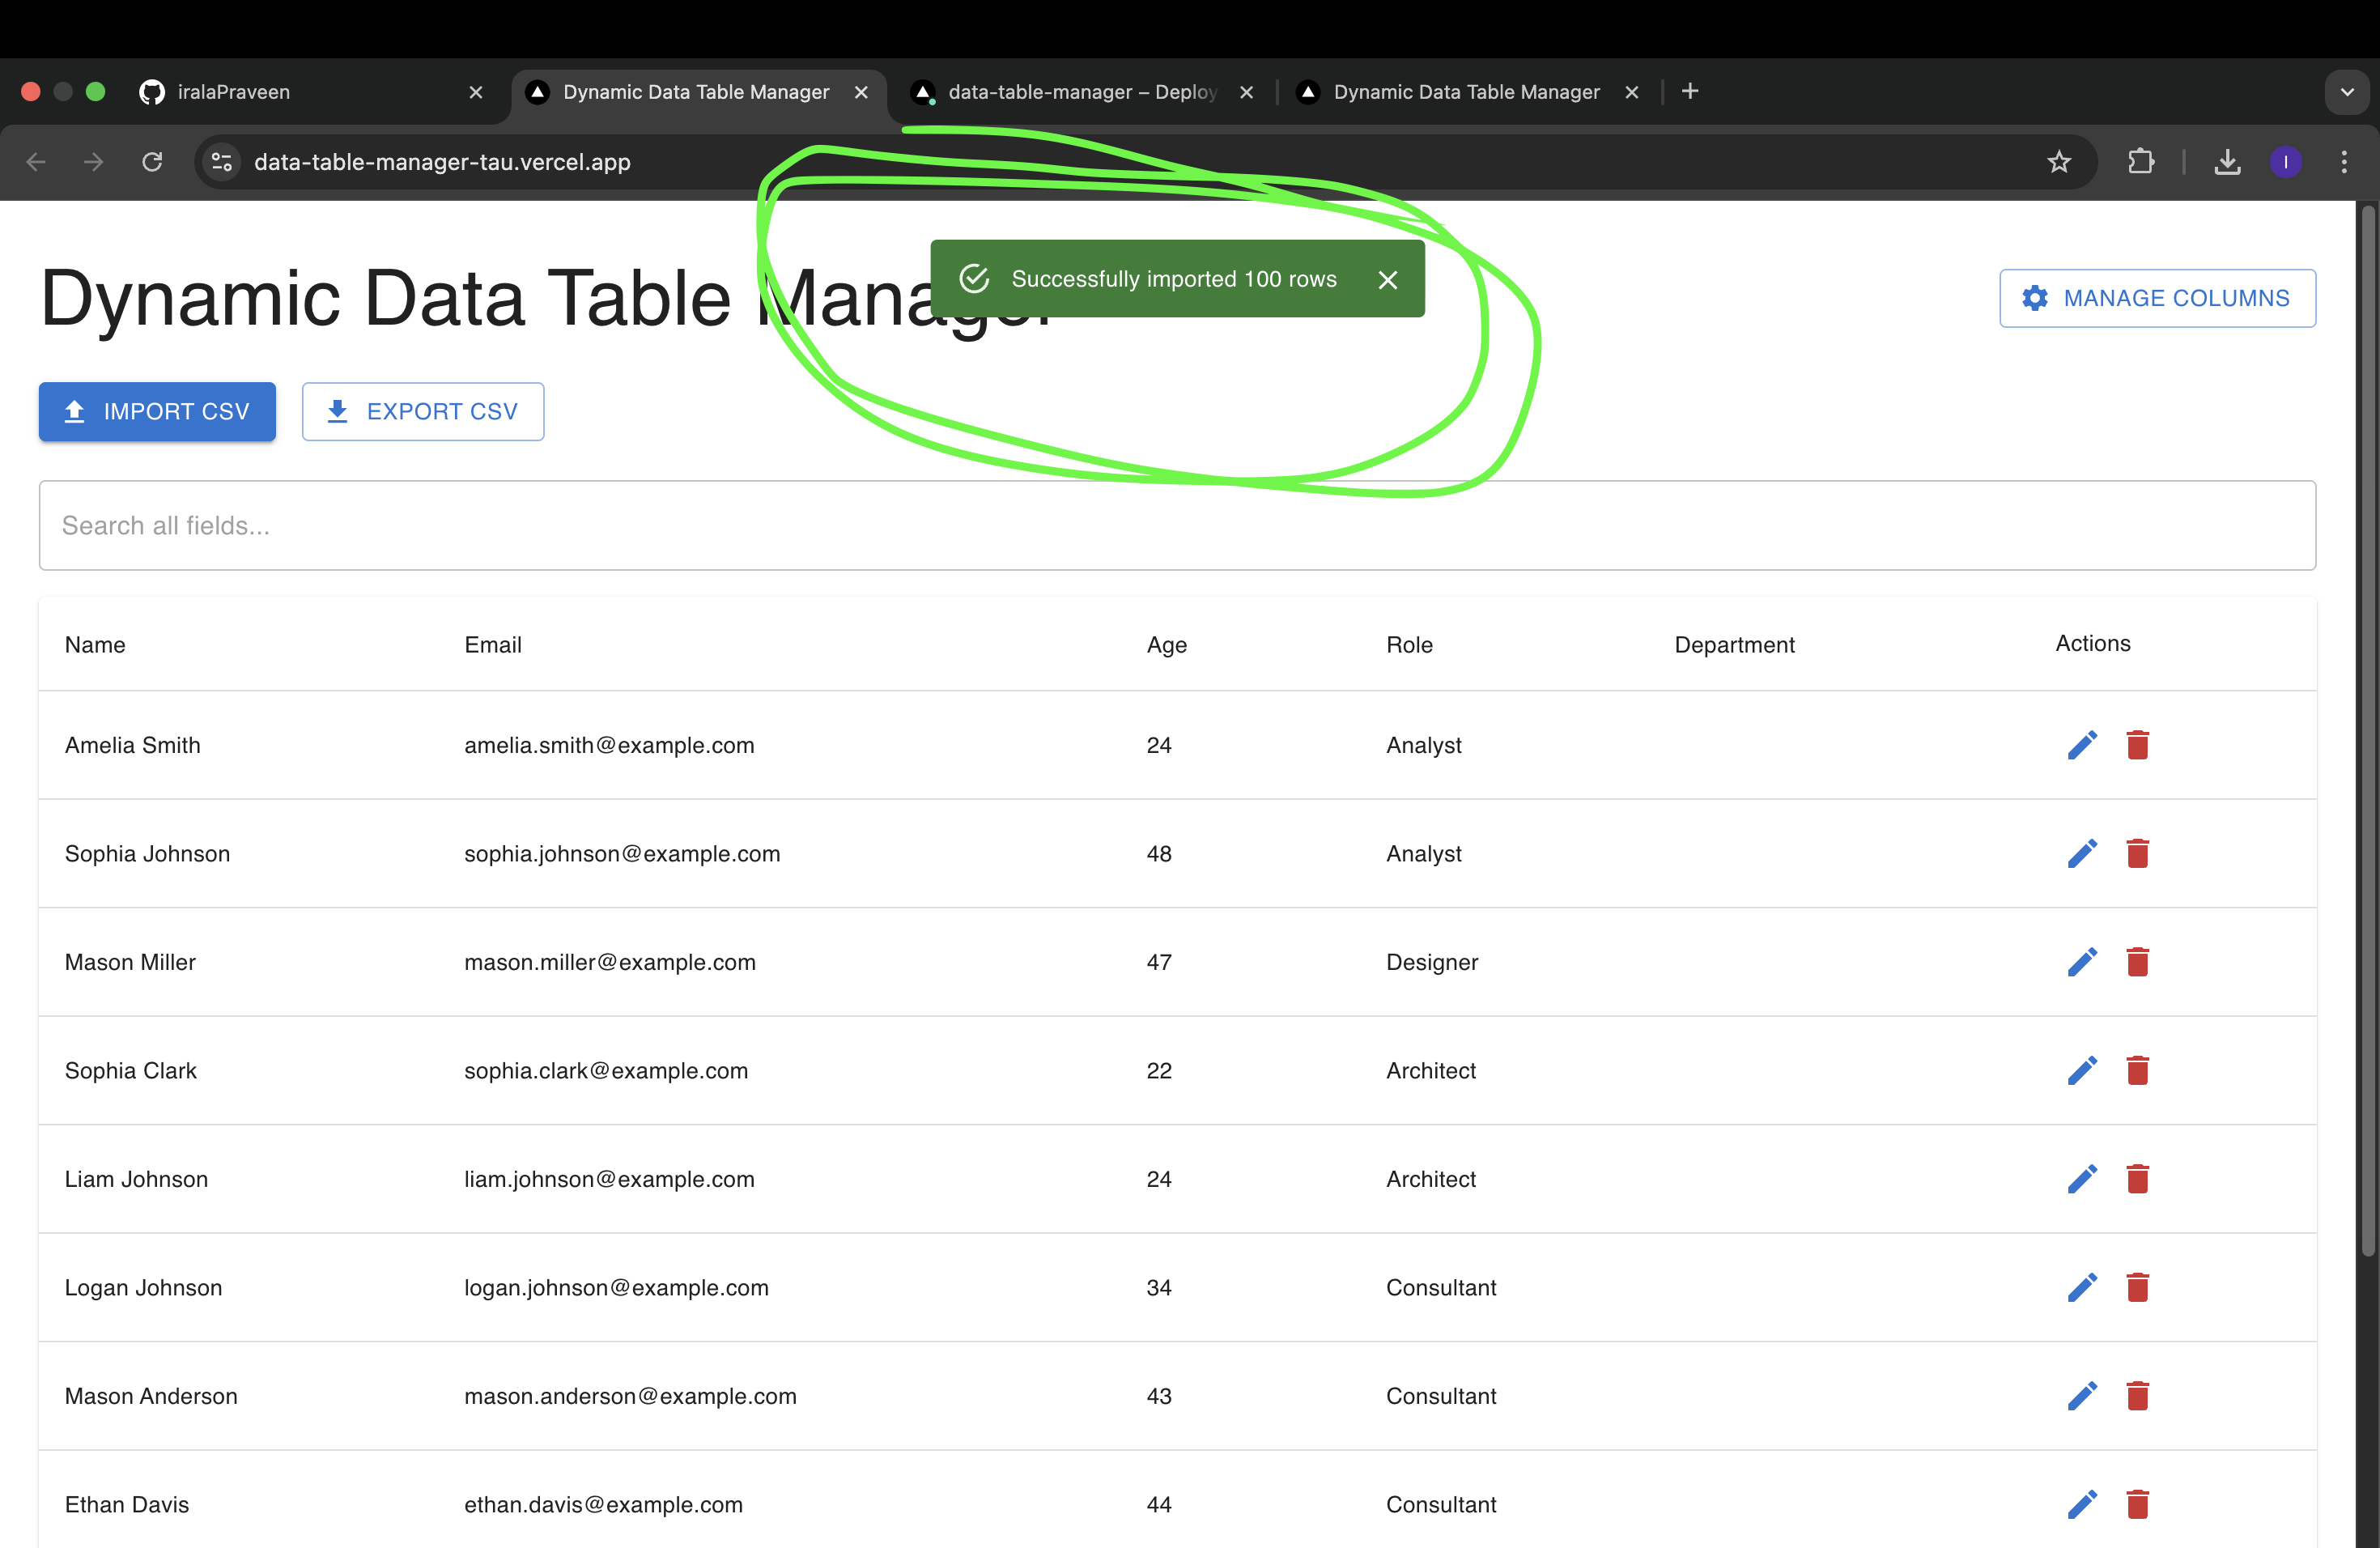 iralaPraveen
Dynamic Data Table Manager
data-table-manager – Deploy
Dynamic Data Table Manager
data-table-manager-tau.vercel.app
I
Successfully imported 100 rows
Dynamic Data Table Manager
MANAGE COLUMNS
IMPORT CSV
EXPORT CSV
Search all fields...
Name Email Age Role Department Actions
Amelia Smith amelia.smith@example.com 24 Analyst
Sophia Johnson sophia.johnson@example.com 48 Analyst
Mason Miller mason.miller@example.com 47 Designer
Sophia Clark sophia.clark@example.com 22 Architect
Liam Johnson liam.johnson@example.com 24 Architect
Logan Johnson logan.johnson@example.com 34 Consultant
Mason Anderson mason.anderson@example.com 43 Consultant
Ethan Davis ethan.davis@example.com 44 Consultant